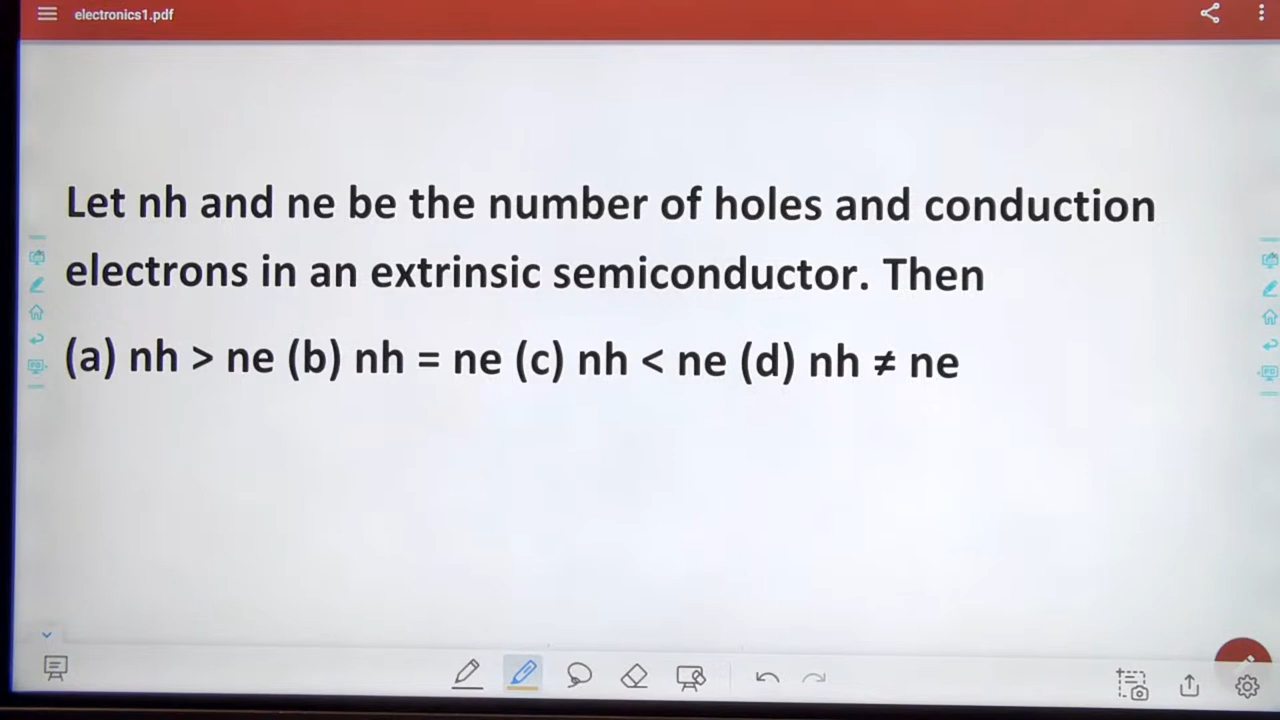 electronics1.pdf
Let nh and ne be the number of holes and conduction
electrons in an extrinsic semiconductor. Then
(a) nh > ne (b) nh = ne (c) nh < ne (d) nh ≠ ne